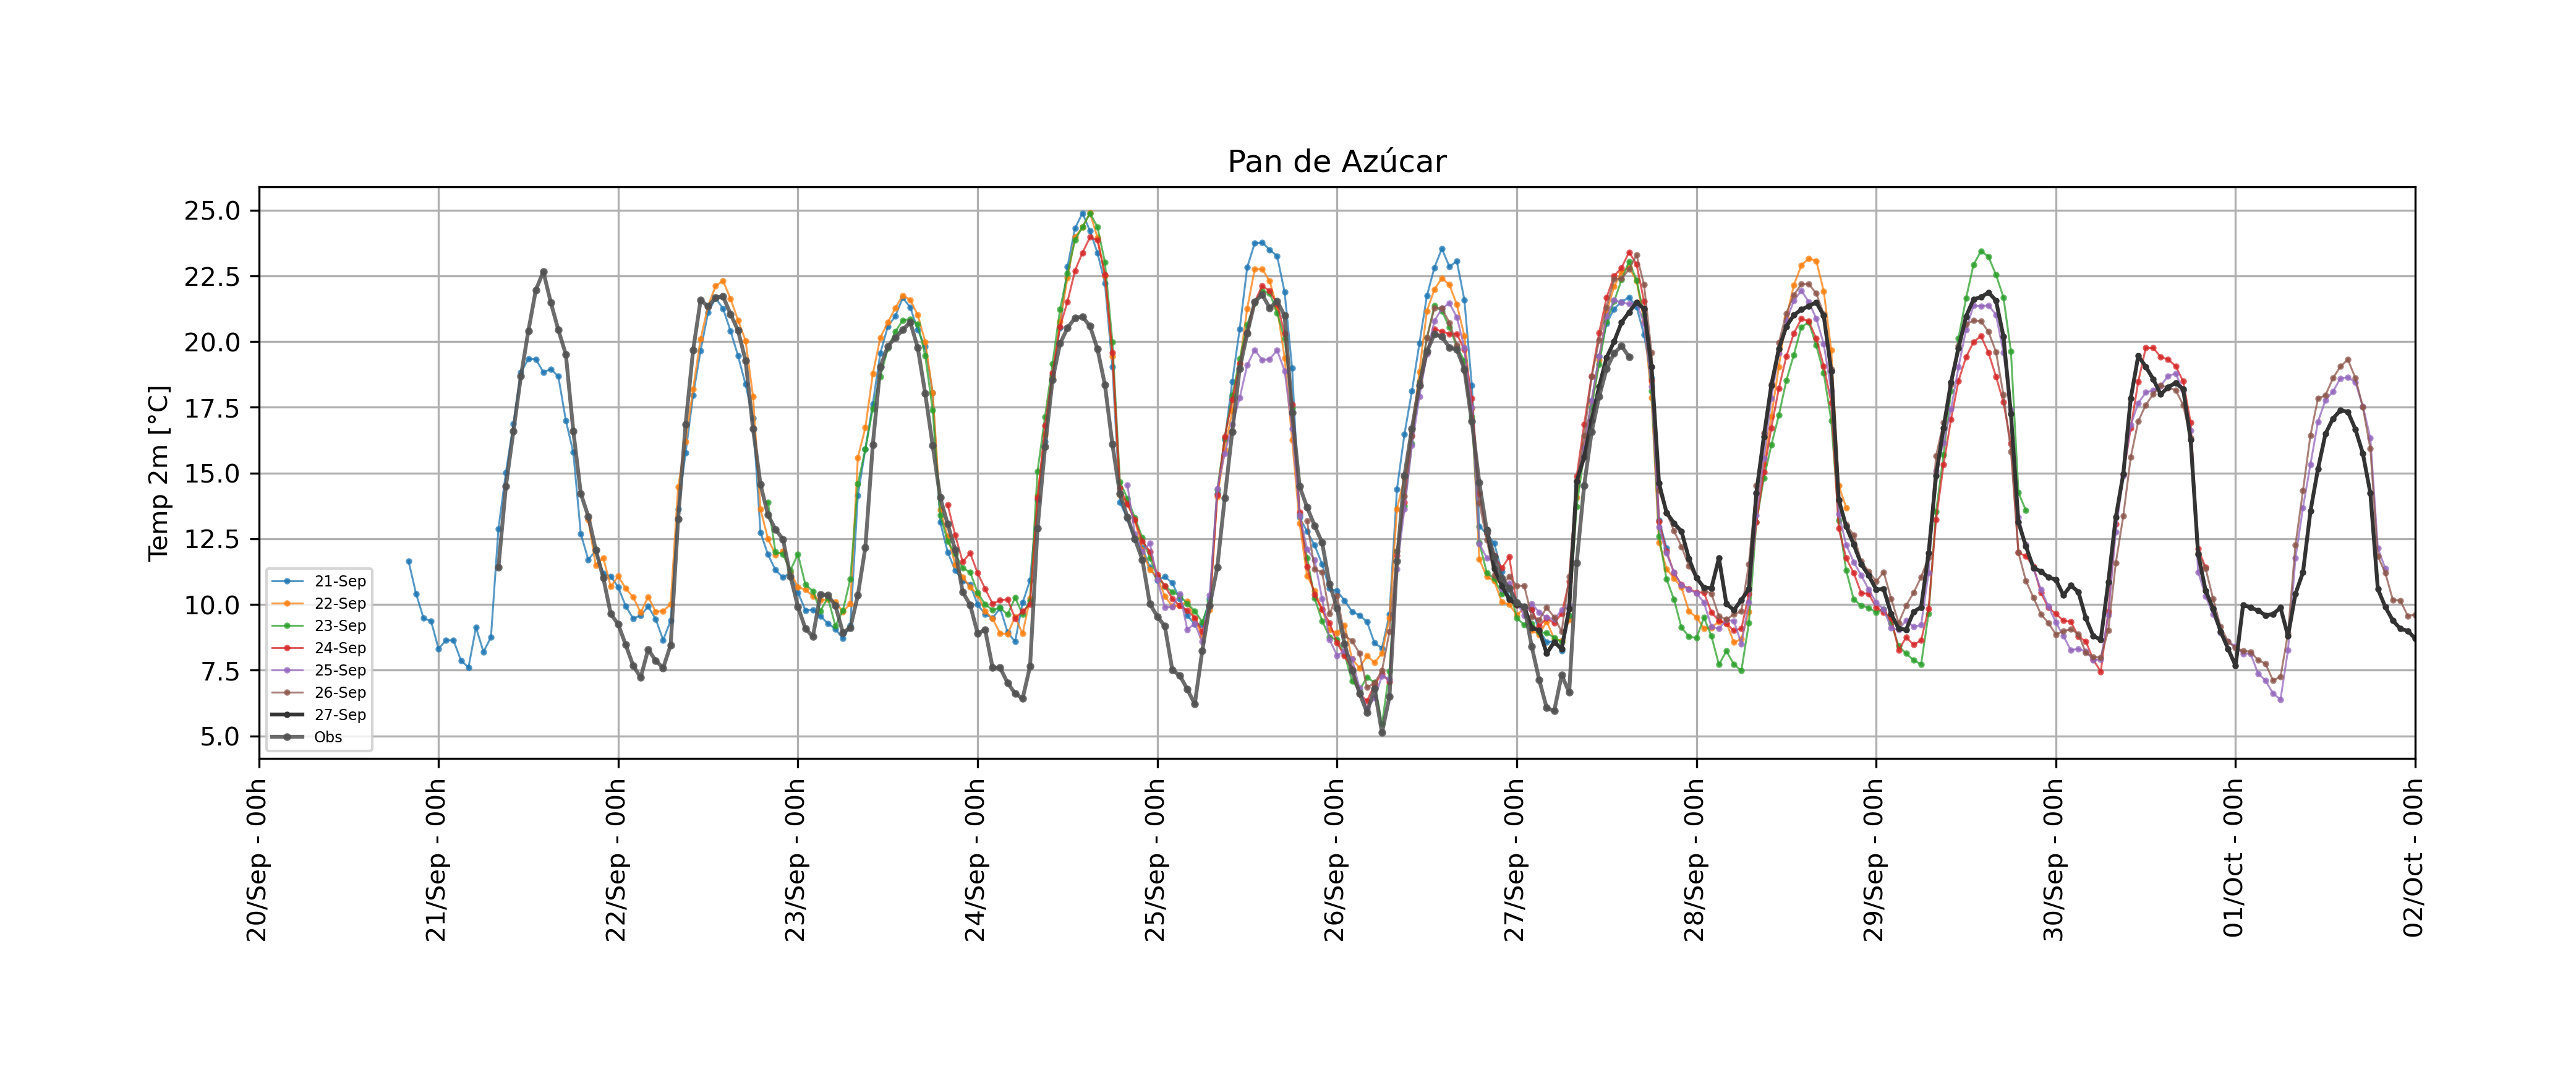 Pan de Azúcar
Temp 2m [°C]
25.0
22.5
20.0
17.5
15.0
12.5
10.0
7.5
5.0
21-Sep
22-Sep
23-Sep
24-Sep
25-Sep
26-Sep
27-Sep
Obs
20/Sep - 00h
21/Sep - 00h
22/Sep - 00h
23/Sep - 00h
24/Sep - 00h
25/Sep - 00h
26/Sep - 00h
27/Sep - 00h
28/Sep - 00h
29/Sep - 00h
30/Sep - 00h
01/Oct - 00h
02/Oct - 00h